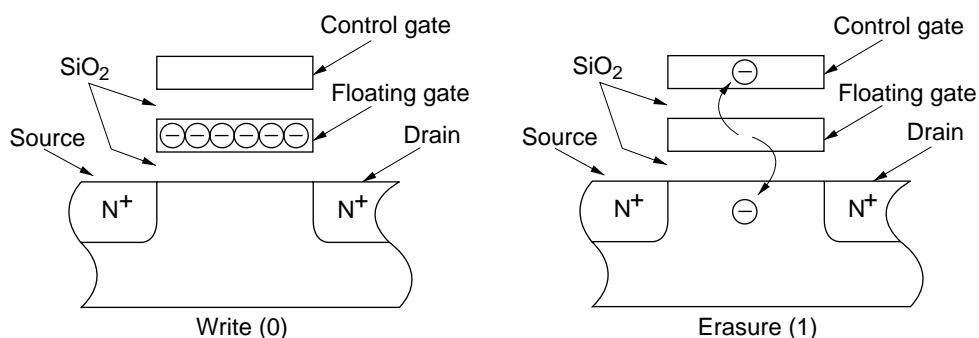 Control gate
SiO2
Floating gate
Source
Drain
N+
N+
Write (0)
Control gate
SiO2
Floating gate
Source
Drain
N+
N+
Erasure (1)